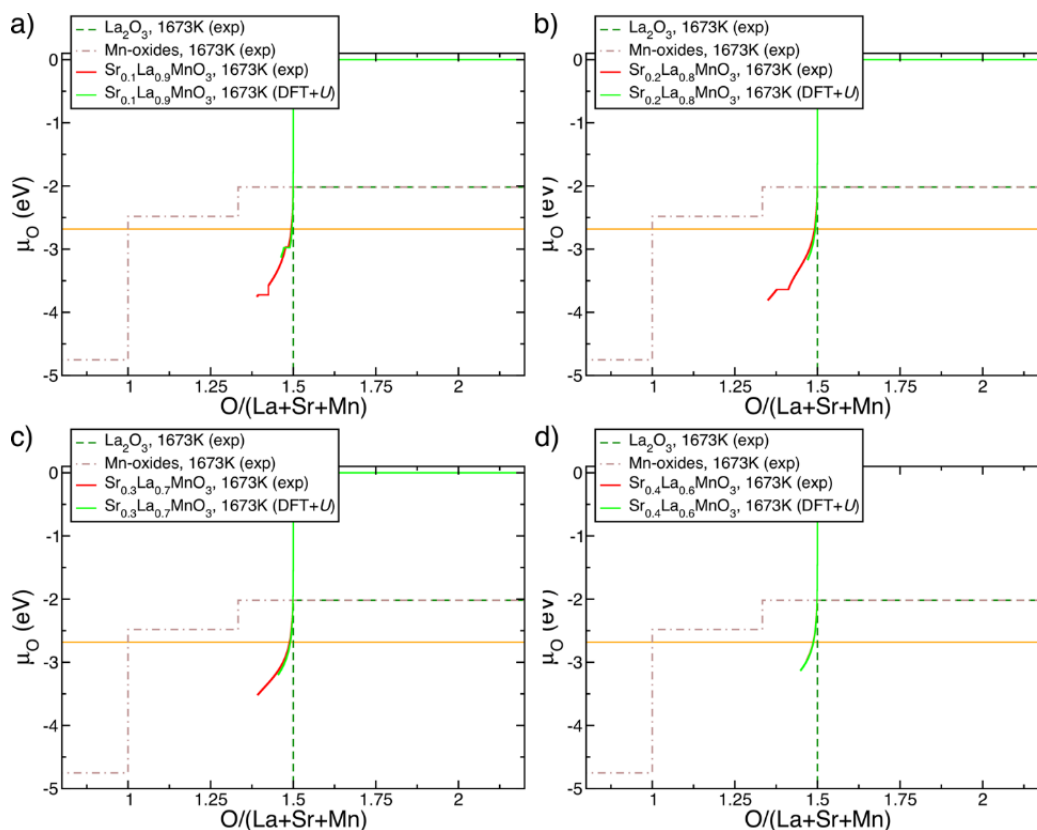 a)
La2O3, 1673K (exp)
Mn-oxides, 1673K (exp)
Sr0.1La0.9MnO3, 1673K (exp)
Sr0.1La0.9MnO3, 1673K (DFT+U)
0
-1
-2
-3
-4
-5
μO (eV)
1 1.25 1.5 1.75 2
O/(La+Sr+Mn)
b)
La2O3, 1673K (exp)
Mn-oxides, 1673K (exp)
Sr0.2La0.8MnO3, 1673K (exp)
Sr0.2La0.8MnO3, 1673K (DFT+U)
0
-1
-2
-3
-4
-5
μO (eV)
1 1.25 1.5 1.75 2
O/(La+Sr+Mn)
c)
La2O3, 1673K (exp)
Mn-oxides, 1673K (exp)
Sr0.3La0.7MnO3, 1673K (exp)
Sr0.3La0.7MnO3, 1673K (DFT+U)
0
-1
-2
-3
-4
-5
μO (eV)
1 1.25 1.5 1.75 2
O/(La+Sr+Mn)
d)
La2O3, 1673K (exp)
Mn-oxides, 1673K (exp)
Sr0.4La0.6MnO3, 1673K (exp)
Sr0.4La0.6MnO3, 1673K (DFT+U)
0
-1
-2
-3
-4
-5
μO (eV)
1 1.25 1.5 1.75 2
O/(La+Sr+Mn)